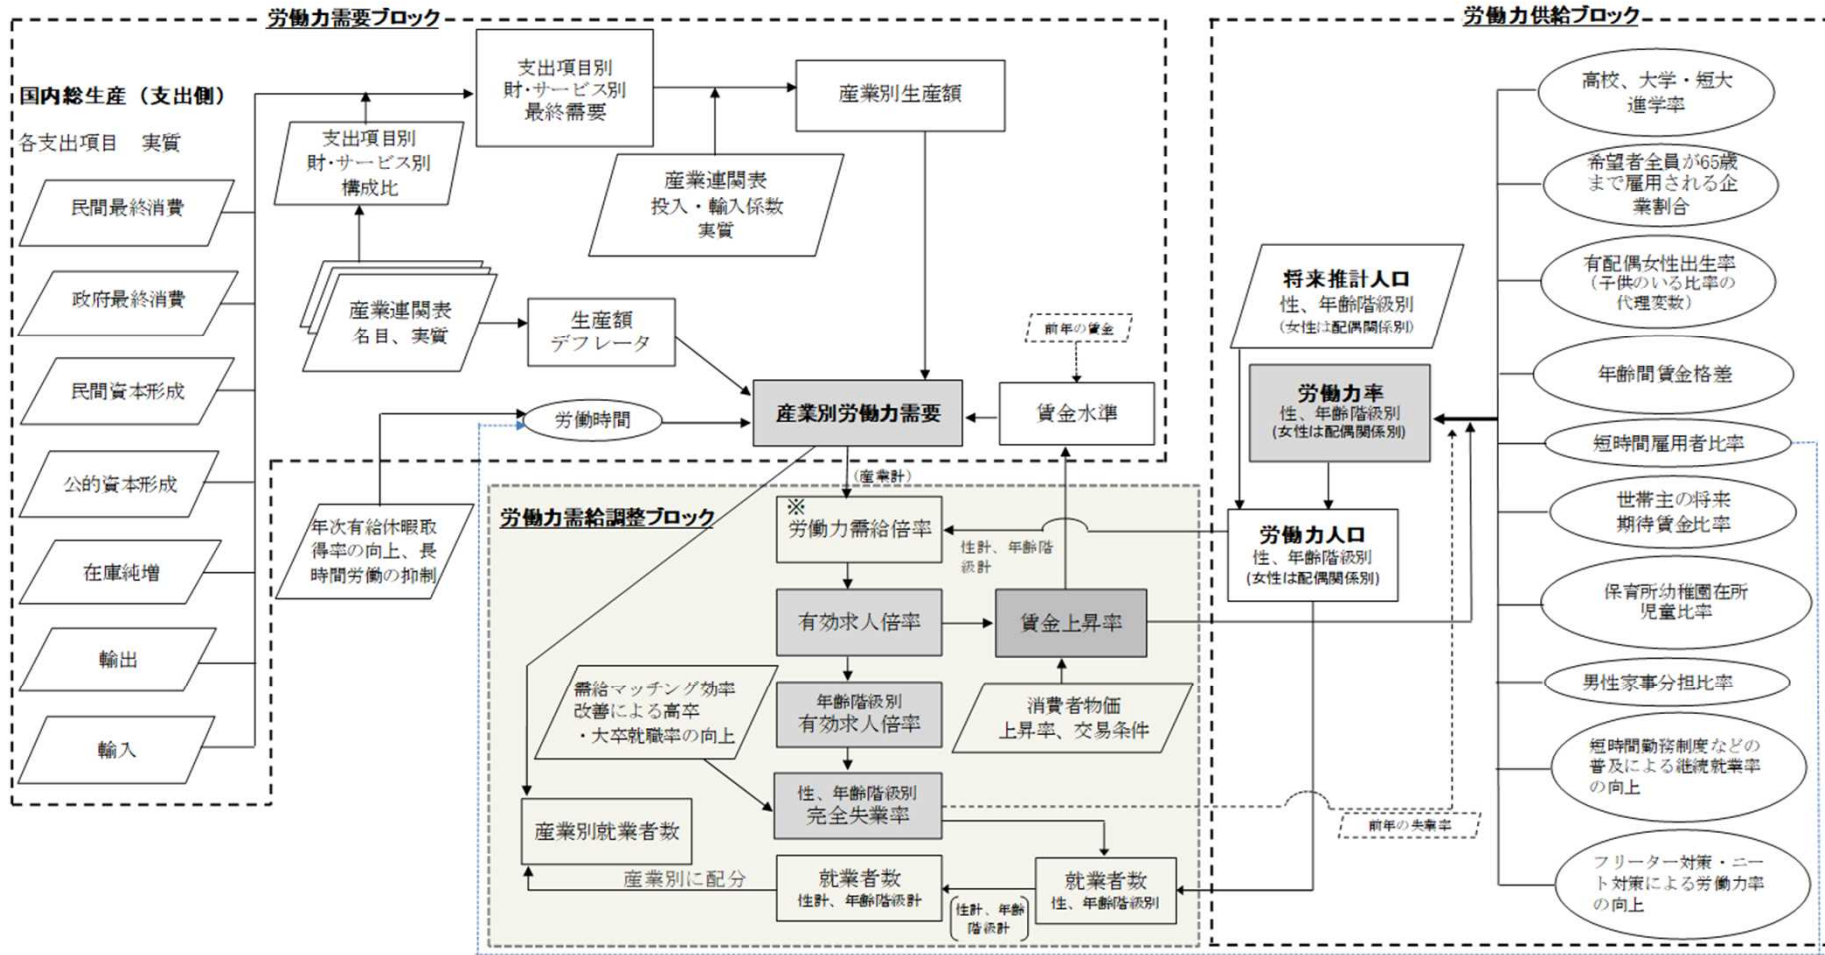 労働力需要ブロック
国内総生産（支出側）
各支出項目　実質
民間最終消費
政府最終消費
民間資本形成
公的資本形成
在庫純増
輸出
輸入
支出項目別
財･サービス別
構成比
支出項目別
財･サービス別
最終需要
産業別生産額
産業連関表
投入・輸入係数
実質
産業連関表
名目、実質
生産額
デフレータ
前年の賃金
労働時間
産業別労働力需要
賃金水準
（産業計）
年次有給休暇取
得率の向上、長
時間労働の抑制
労働力需給調整ブロック
※
労働力需給倍率
性計、年齢階
級計
有効求人倍率
賃金上昇率
需給マッチング効率
改善による高卒
・大卒就職率の向上
年齢階級別
有効求人倍率
消費者物価
上昇率、交易条件
性、年齢階級別
完全失業率
産業別就業者数
産業別に配分
就業者数
性計、年齢階級計
性計、年齢
階級計
就業者数
性、年齢階級別
労働力供給ブロック
将来推計人口
性、年齢階級別
(女性は配偶関係別)
労働力率
性、年齢階級別
(女性は配偶関係別)
労働力人口
性、年齢階級別
(女性は配偶関係別)
前年の失業率
高校、大学・短大
進学率
希望者全員が65歳
まで雇用される企
業割合
有配偶女性出生率
（子供のいる比率の
代理変数）
年齢間賃金格差
短時間雇用者比率
世帯主の将来
期待賃金比率
保育所幼稚園在所
児童比率
男性家事分担比率
短時間勤務制度などの
普及による継続就業率
の向上
フリーター対策・ニー
ト対策による労働力率
の向上